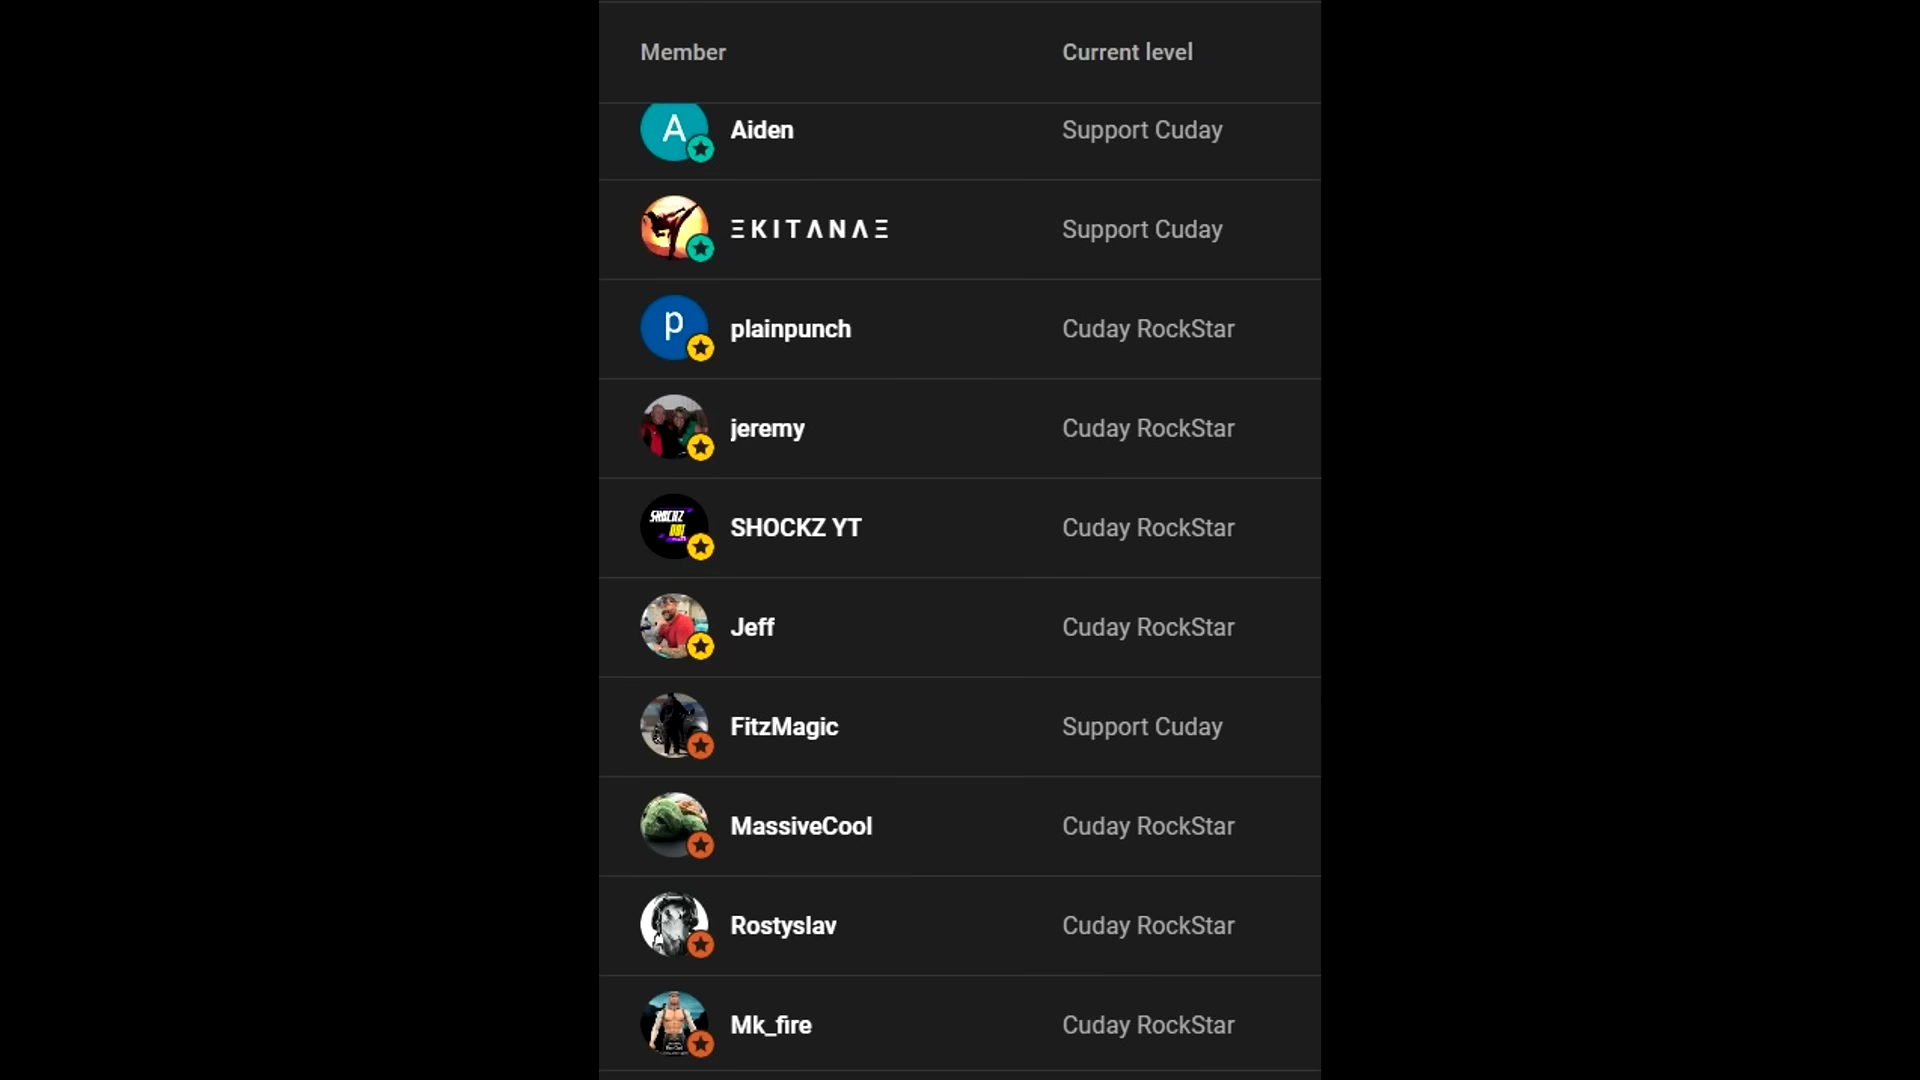 Member Current level
A Aiden Support Cuday
ΞKITΛNΛΞ Support Cuday
p plainpunch Cuday RockStar
jeremy Cuday RockStar
SHOCKZ YT Cuday RockStar
Jeff Cuday RockStar
FitzMagic Support Cuday
MassiveCool Cuday RockStar
Rostyslav Cuday RockStar
Mk_fire Cuday RockStar